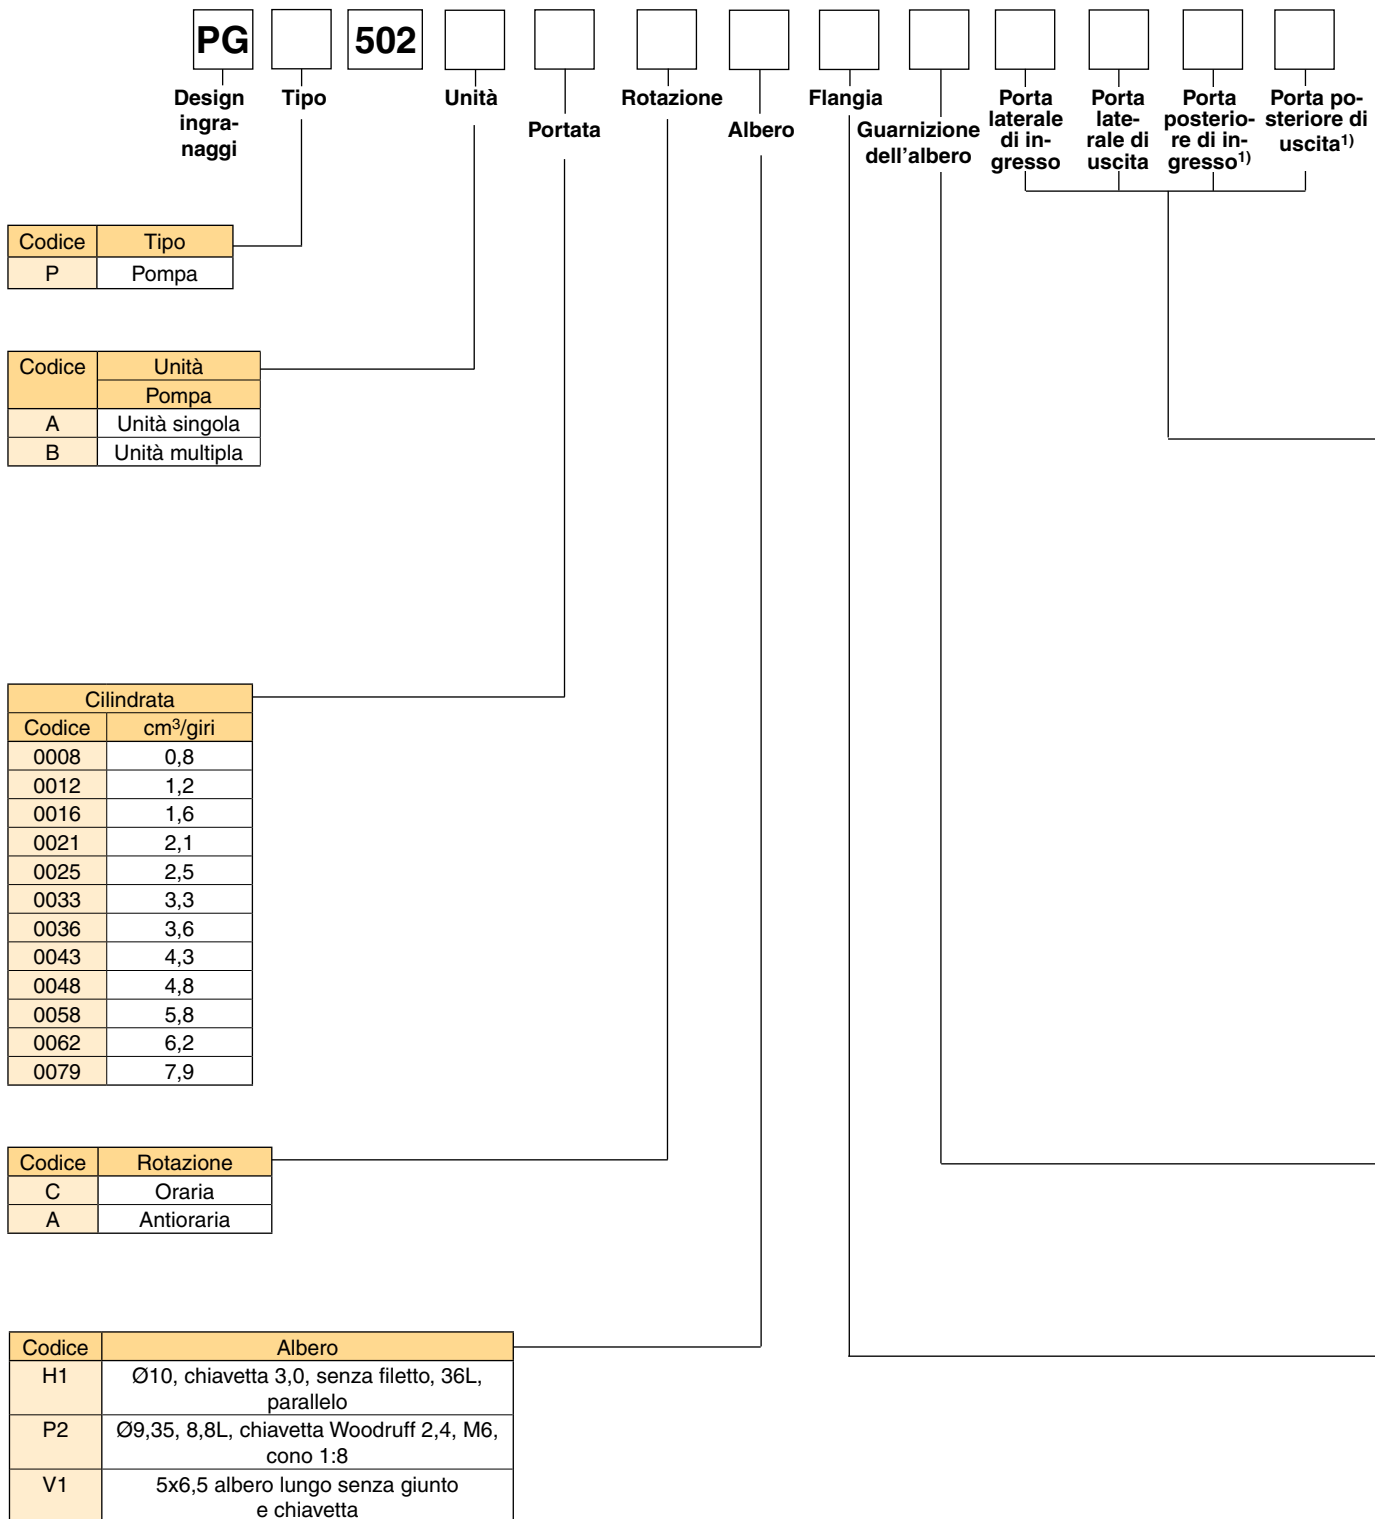 PG 502
Design
ingra-
naggi
Tipo
Unità
Portata
Rotazione
Albero
Flangia
Guarnizione
dell'albero
Porta
laterale
di in-
gresso
Porta
late-
rale di
uscita
Porta
posterio-
re di in-
gresso1)
Porta po-
steriore di
uscita1)
Codice Tipo
P Pompa
Codice Unità
Pompa
A Unità singola
B Unità multipla
Cilindrata
Codice cm³/giri
0008 0,8
0012 1,2
0016 1,6
0021 2,1
0025 2,5
0033 3,3
0036 3,6
0043 4,3
0048 4,8
0058 5,8
0062 6,2
0079 7,9
Codice Rotazione
C Oraria
A Antioraria
Codice Albero
H1 Ø10, chiavetta 3,0, senza filetto, 36L,
parallelo
P2 Ø9,35, 8,8L, chiavetta Woodruff 2,4, M6,
cono 1:8
V1 5x6,5 albero lungo senza giunto
e chiavetta